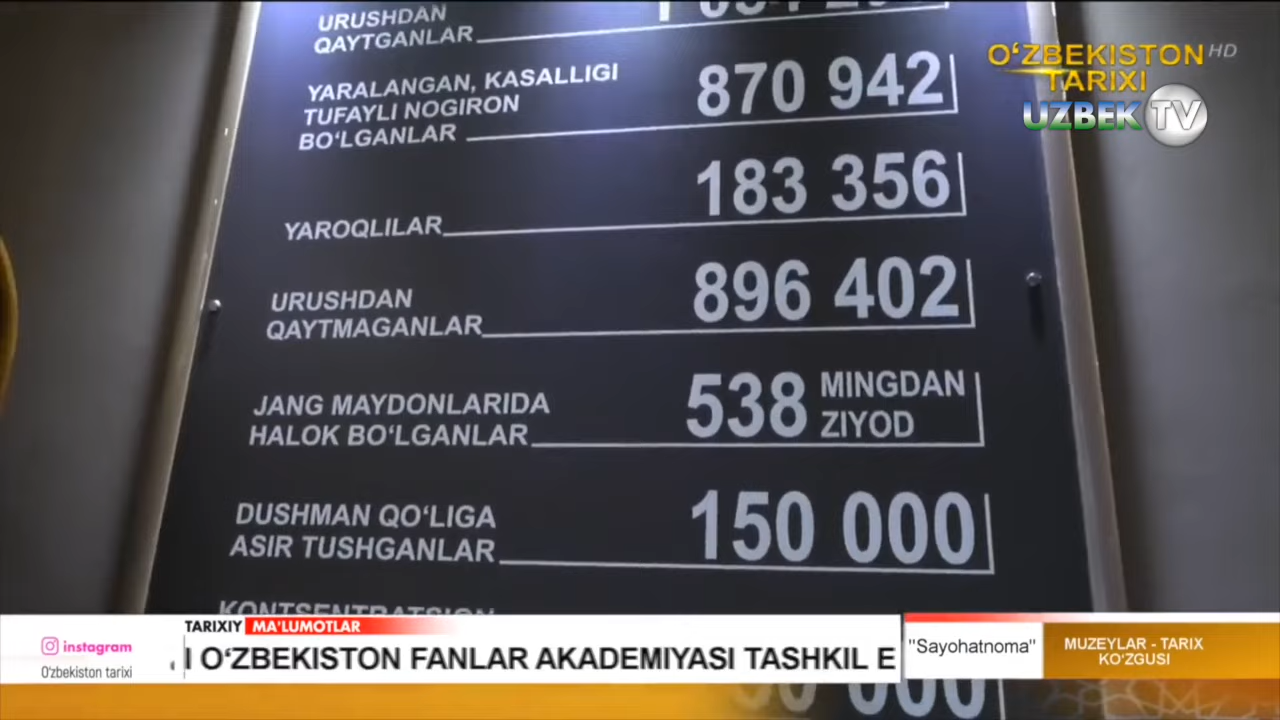 URUSHDAN
QAYTGANLAR
YARALANGAN, KASALLIGI
TUFAYLI NOGIRON
BO‘LGANLAR
870 942
YAROQLILAR
183 356
URUSHDAN
QAYTMAGANLAR
896 402
JANG MAYDONLARIDA
HALOK BO‘LGANLAR
538 MINGDAN
ZIYOD
DUSHMAN QO‘LIGA
ASIR TUSHGANLAR
150 000
KONTSENTRATSION
O‘ZBEKISTON HD
TARIXI
UZBEK TV
TARIXIY MA'LUMOTLAR
I O‘ZBEKISTON FANLAR AKADEMIYASI TASHKIL E
instagram
O'zbekiston tarixi
"Sayohatnoma"
MUZEYLAR - TARIX
KO‘ZGUSI